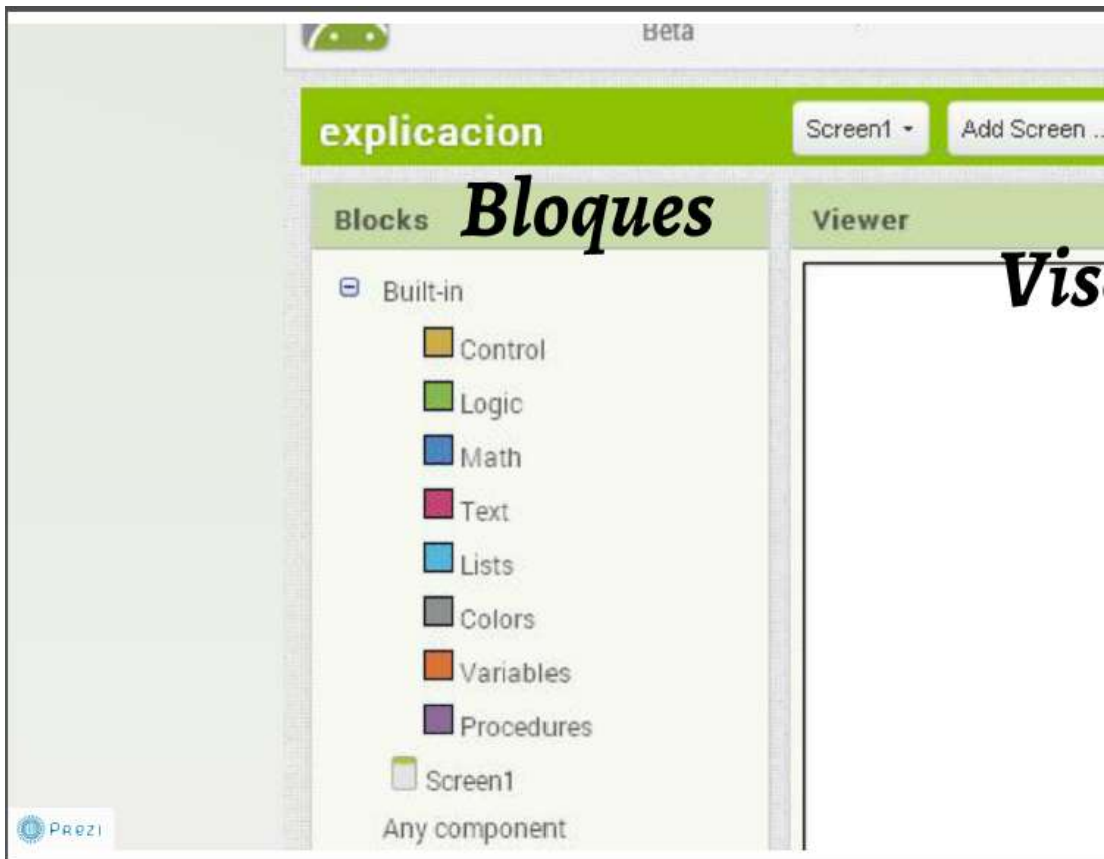 Beta
explicacion
Screen1
Add Screen ..
Blocks
Bloques
Viewer
Vis
Built-in
Control
Logic
Math
Text
Lists
Colors
Variables
Procedures
Screen1
Any component
PREZI